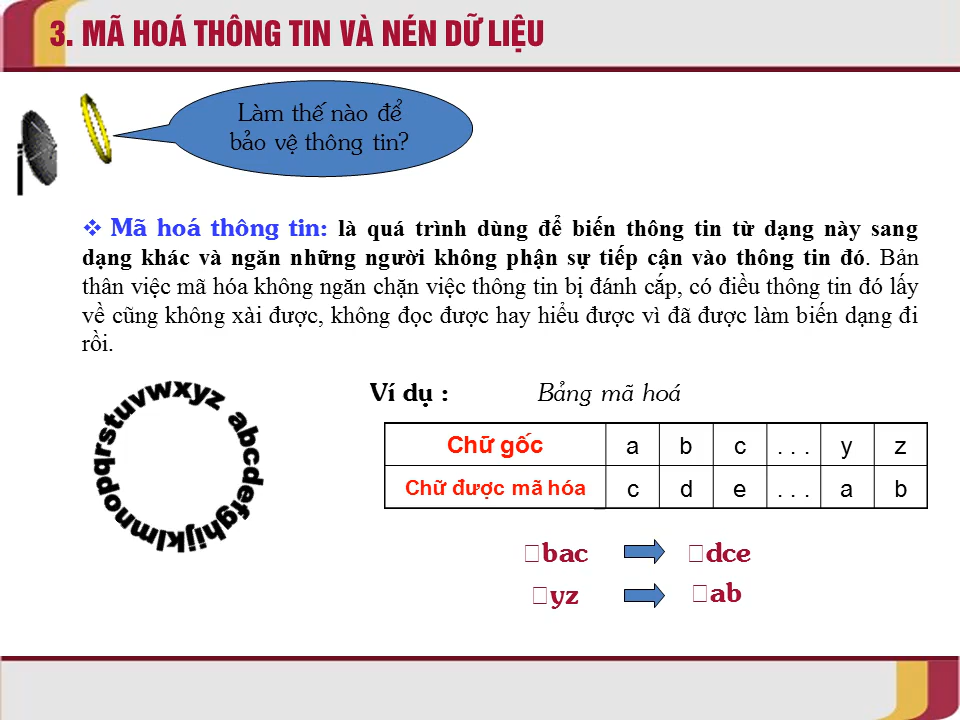 3. MÃ HOÁ THÔNG TIN VÀ NÉN DỮ LIỆU
Làm thế nào để
bảo vệ thông tin?
❖ Mã hoá thông tin: là quá trình dùng để biến thông tin từ dạng này sang
dạng khác và ngăn những người không phận sự tiếp cận vào thông tin đó. Bản
thân việc mã hóa không ngăn chặn việc thông tin bị đánh cắp, có điều thông tin đó lấy
về cũng không xài được, không đọc được hay hiểu được vì đã được làm biến dạng đi
rồi.
abcdefghijklmnopqrstuvwxyz
Ví dụ : Bảng mã hoá
Chữ gốc a b c . . . y z
Chữ được mã hóa c d e . . . a b
bac dce
yz ab